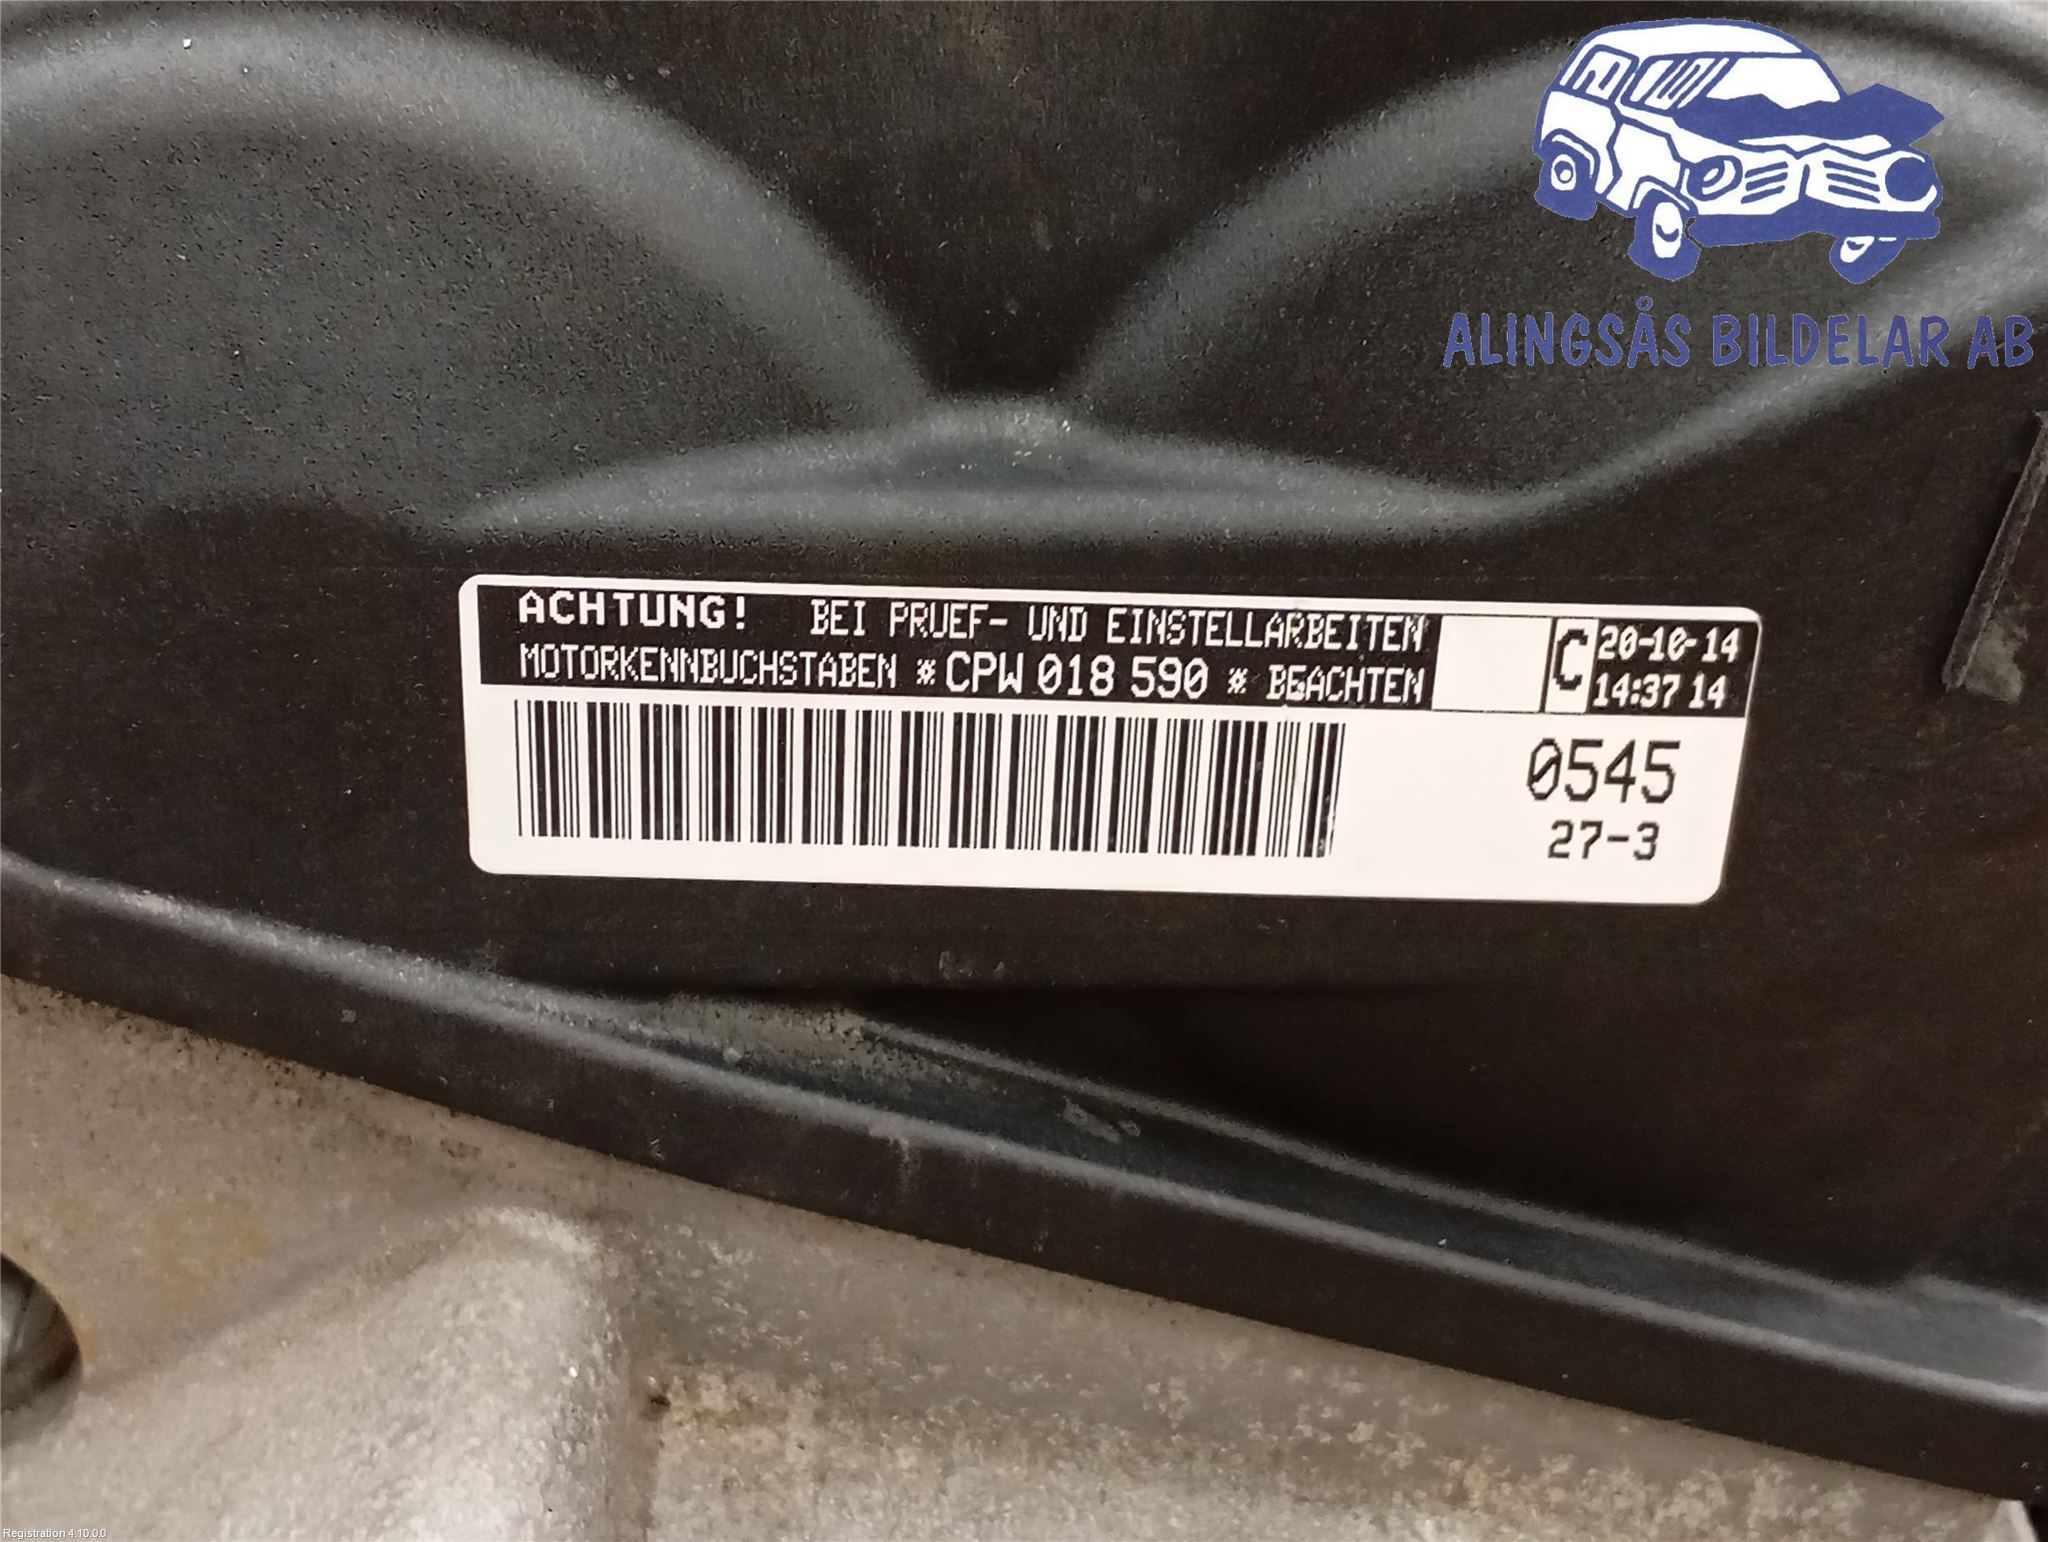 ALINGSÅS BILDELAR AB
ACHTUNG! BEI PRUEF- UND EINSTELLARBEITEN
MOTORKENNBUCHSTABEN *CPW 018 590 * BEACHTEN
C
20-10-14
14:37 14
0545
27-3
Registration 4.10.0.0